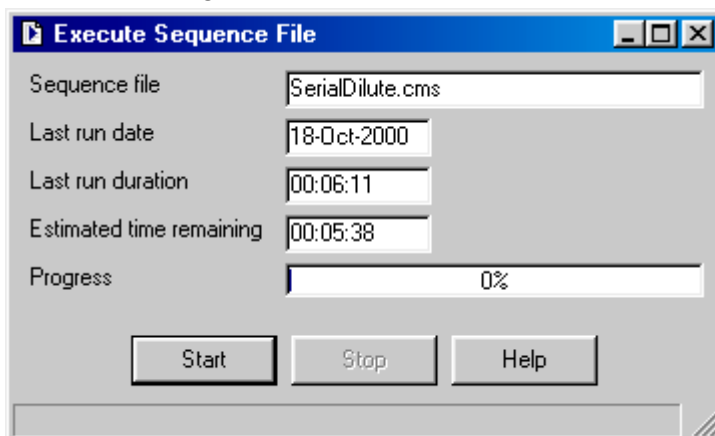 Execute Sequence File
Sequence file SerialDilute.cms
Last run date 18-Oct-2000
Last run duration 00:06:11
Estimated time remaining 00:05:38
Progress 0%
Start Stop Help